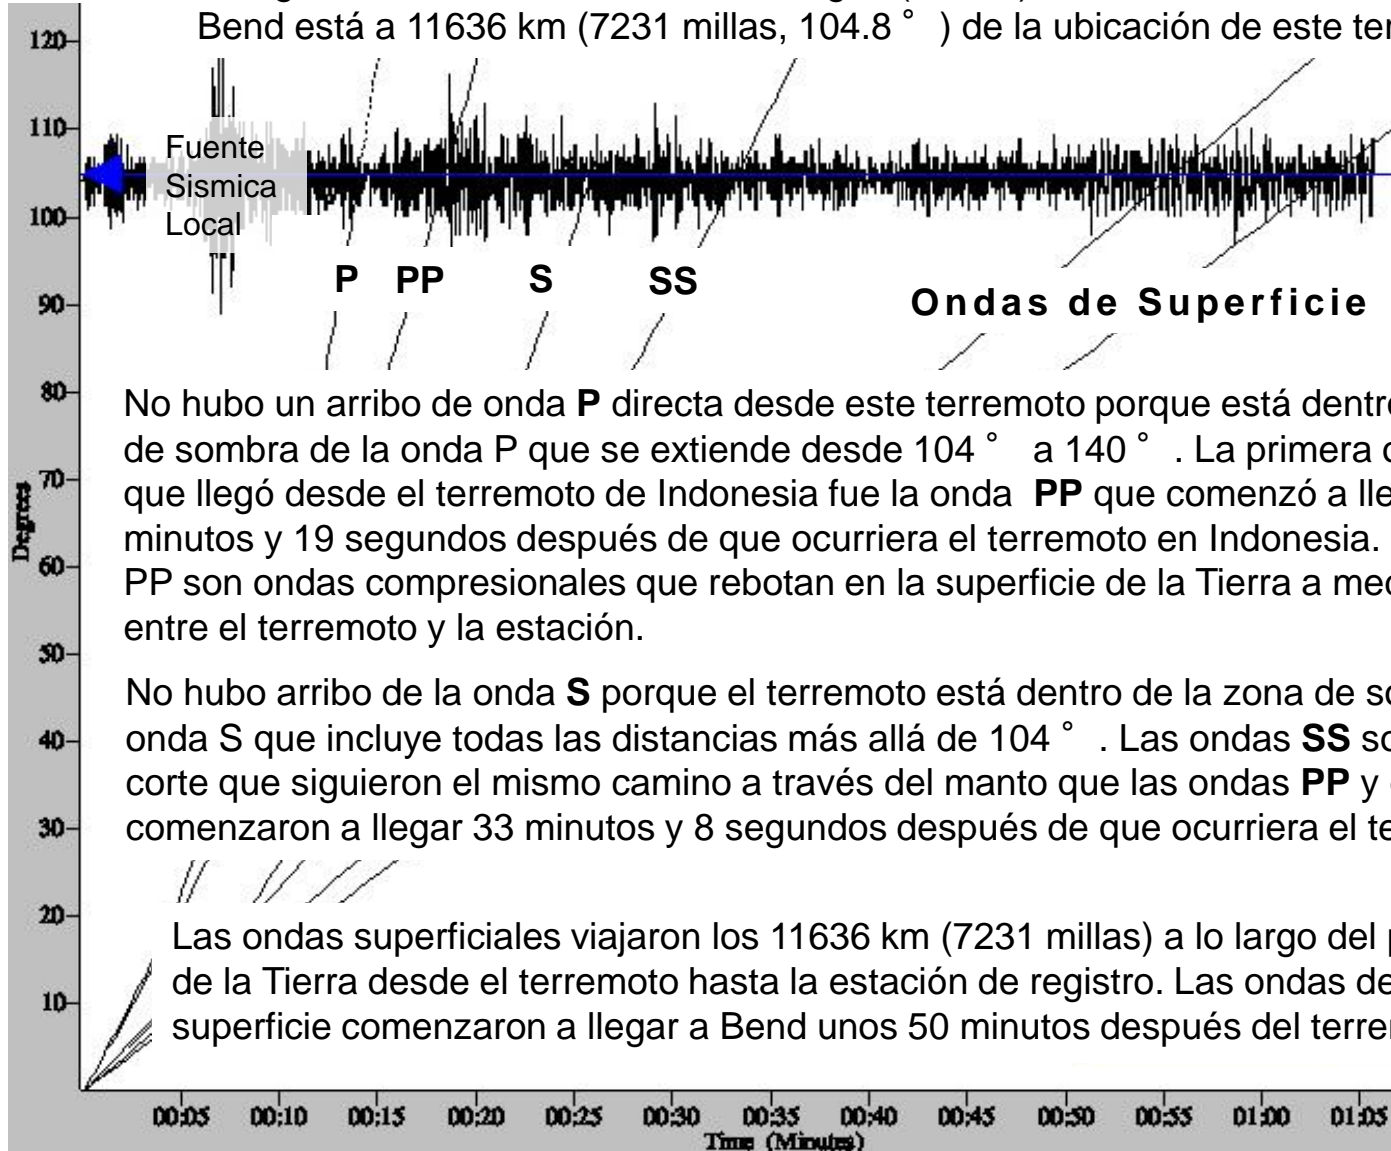 Bend está a 11636 km (7231 millas, 104.8 ° ) de la ubicación de este
120
110
100
90
80
70
60
50
40
30
20
10
Degrees
Fuente
Sismica
Local
P PP S SS
Ondas de Superficie
No hubo un arribo de onda P directa desde este terremoto porque está
de sombra de la onda P que se extiende desde 104 ° a 140 ° . La primera
que llegó desde el terremoto de Indonesia fue la onda PP que comenzó a
minutos y 19 segundos después de que ocurriera el terremoto en Indonesia.
PP son ondas compresionales que rebotan en la superficie de la Tierra a
entre el terremoto y la estación.
No hubo arribo de la onda S porque el terremoto está dentro de la zona de
onda S que incluye todas las distancias más allá de 104 ° . Las ondas SS
corte que siguieron el mismo camino a través del manto que las ondas PP y
comenzaron a llegar 33 minutos y 8 segundos después de que ocurriera el
Las ondas superficiales viajaron los 11636 km (7231 millas) a lo largo del
de la Tierra desde el terremoto hasta la estación de registro. Las ondas de
superficie comenzaron a llegar a Bend unos 50 minutos después del
00:05 00:10 00:15 00:20 00:25 00:30 00:35 00:40 00:45 00:50 00:55 01:00 01:05
Time (Minutes)